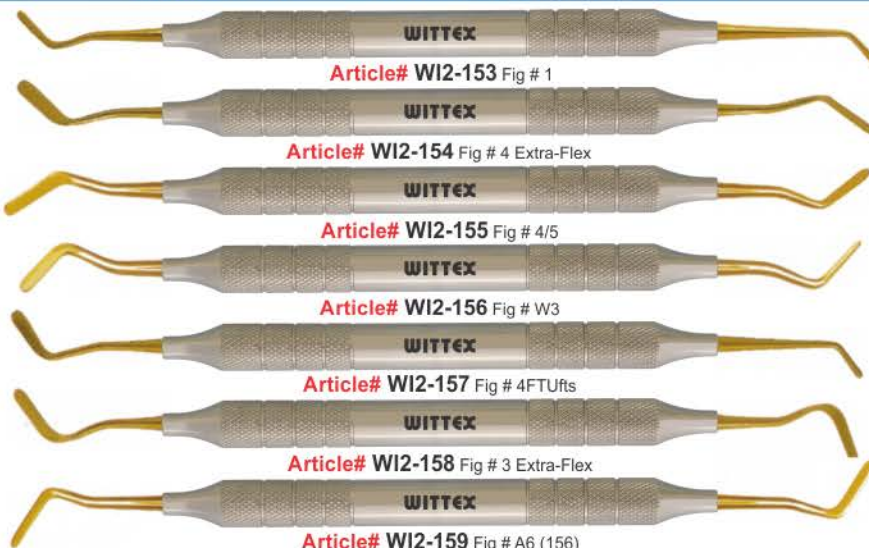 WITTEX
Article# WI2-153 Fig # 1
WITTEX
Article# WI2-154 Fig # 4 Extra-Flex
WITTEX
Article# WI2-155 Fig # 4/5
WITTEX
Article# WI2-156 Fig # W3
WITTEX
Article# WI2-157 Fig # 4FTUfts
WITTEX
Article# WI2-158 Fig # 3 Extra-Flex
WITTEX
Article# WI2-159 Fig # A6 (156)